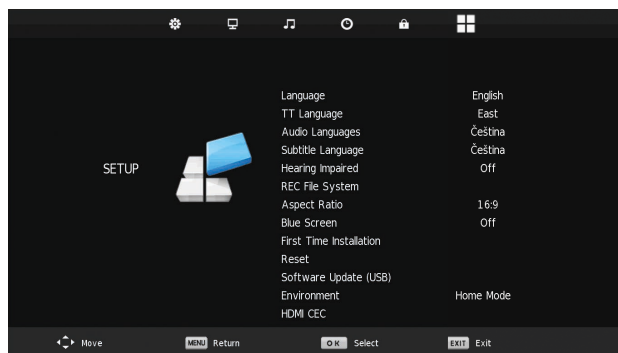 Language English
TT Language East
Audio Languages Čeština
Subtitle Language Čeština
SETUP
Hearing Impaired Off
REC File System
Aspect Ratio 16:9
Blue Screen Off
First Time Installation
Reset
Software Update (USB)
Environment Home Mode
HDMI CEC
Move MENU Return OK Select EXIT Exit